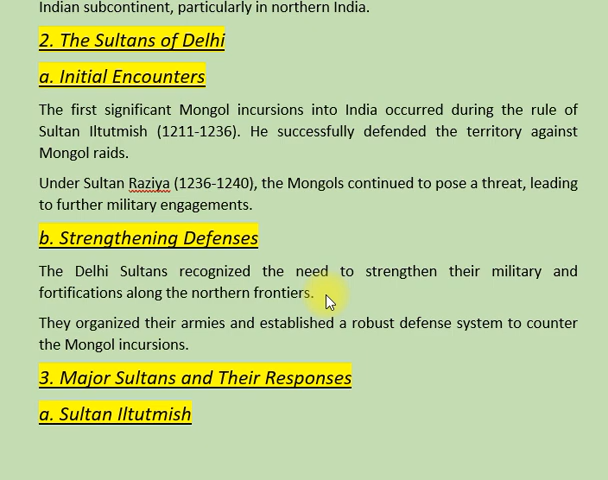 Indian subcontinent, particularly in northern India.
2. The Sultans of Delhi
a. Initial Encounters
The first significant Mongol incursions into India occurred during the rule of
Sultan Iltutmish (1211-1236). He successfully defended the territory against
Mongol raids.
Under Sultan Raziya (1236-1240), the Mongols continued to pose a threat, leading
to further military engagements.
b. Strengthening Defenses
The Delhi Sultans recognized the need to strengthen their military and
fortifications along the northern frontiers.
They organized their armies and established a robust defense system to counter
the Mongol incursions.
3. Major Sultans and Their Responses
a. Sultan Iltutmish